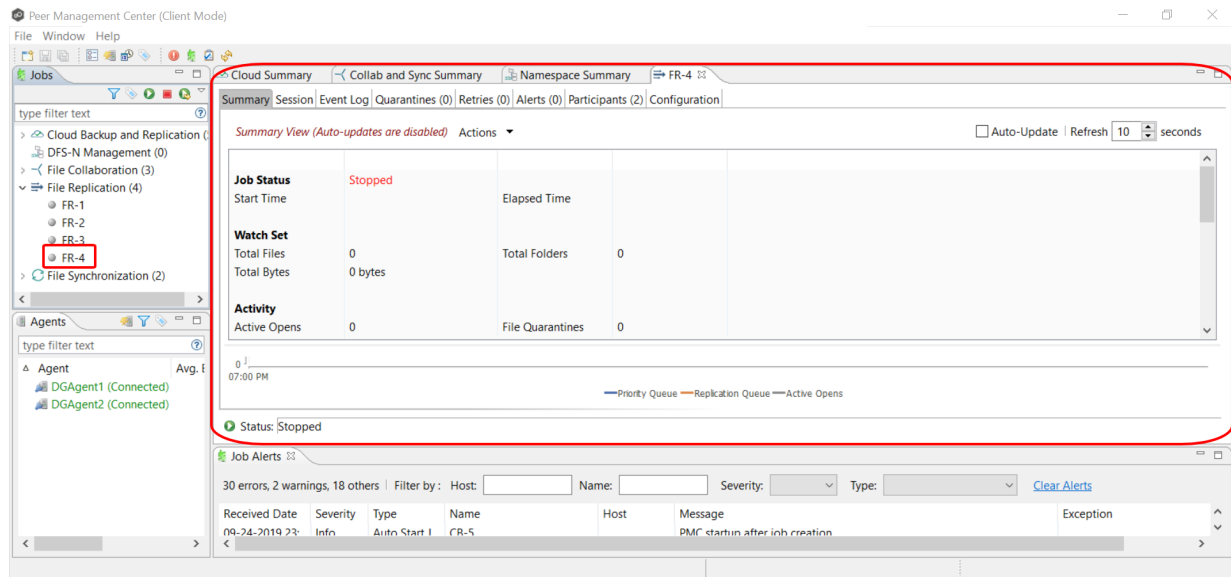 Peer Management Center (Client Mode)
File Window Help
Jobs
type filter text
Cloud Backup and Replication (
DFS-N Management (0)
File Collaboration (3)
File Replication (4)
FR-1
FR-2
FR-3
FR-4
File Synchronization (2)
Agents
type filter text
Agent Avg.
DGAgent1 (Connected)
DGAgent2 (Connected)
Cloud Summary Collab and Sync Summary Namespace Summary FR-4
Summary Session Event Log Quarantines (0) Retries (0) Alerts (0) Participants (2) Configuration
Summary View (Auto-updates are disabled) Actions Auto-Update Refresh 10 seconds
Job Status Stopped
Start Time Elapsed Time
Watch Set
Total Files 0 Total Folders 0
Total Bytes 0 bytes
Activity
Active Opens 0 File Quarantines 0
0
07:00 PM
Priority Queue Replication Queue Active Opens
Status: Stopped
Job Alerts
30 errors, 2 warnings, 18 others Filter by : Host: Name: Severity: Type: Clear Alerts
Received Date Severity Type Name Host Message Exception
09-24-2019 23: Info Auto Start CB-5 PMC startup after job creation